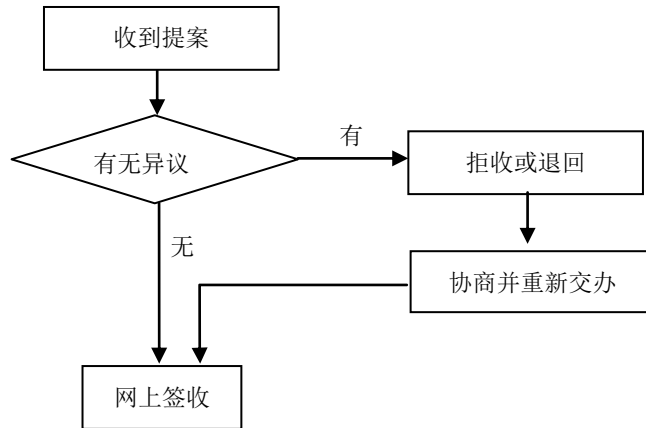 收到提案
有无异议
有
拒收或退回
无
协商并重新交办
网上签收